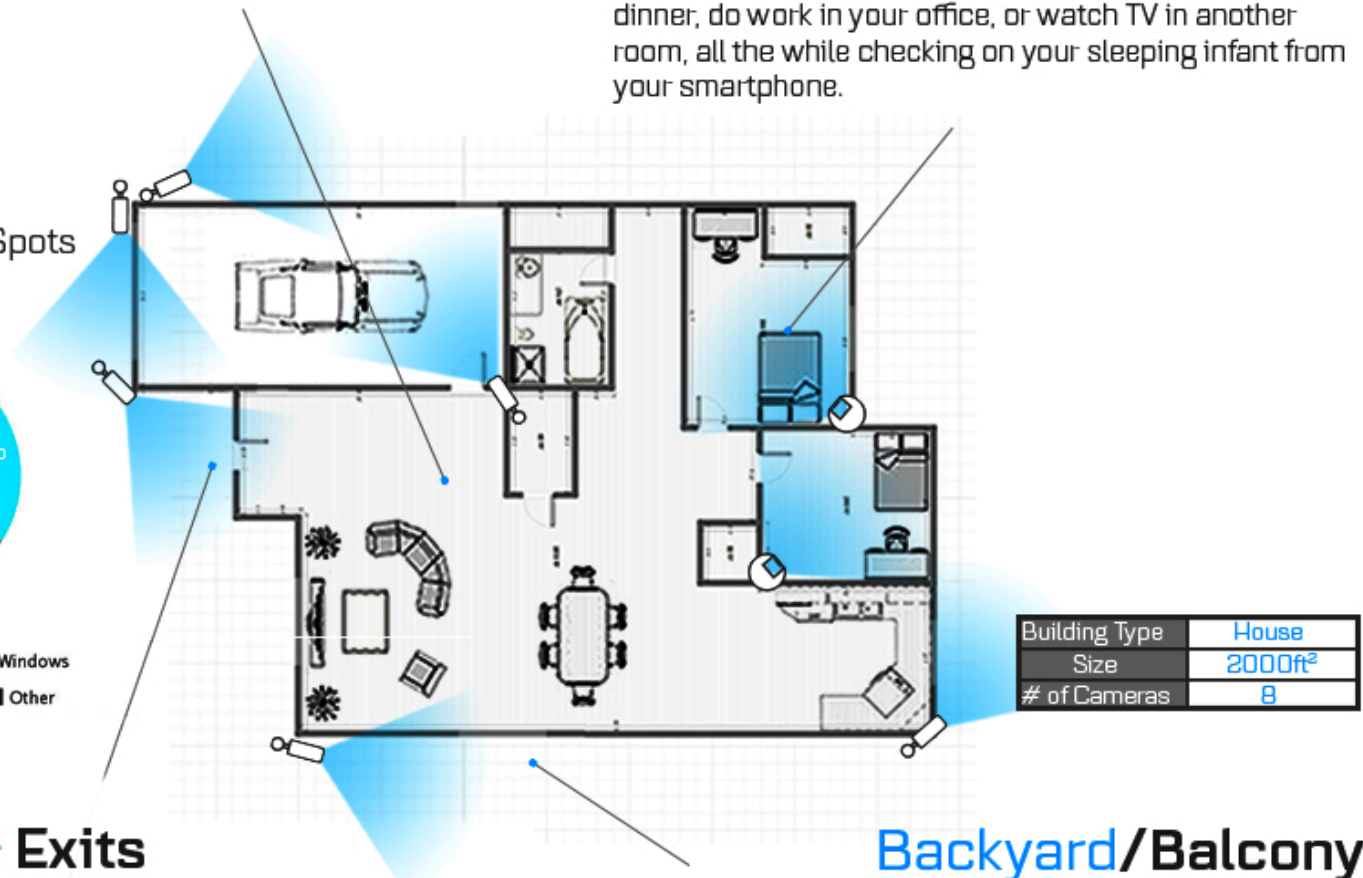 dinner, do work in your office, or watch TV in another
room, all the while checking on your sleeping infant from
your smartphone.
Spots
Windows
Other
Building Type House
Size 2000ft²
# of Cameras 8
Exits
Backyard/Balcony